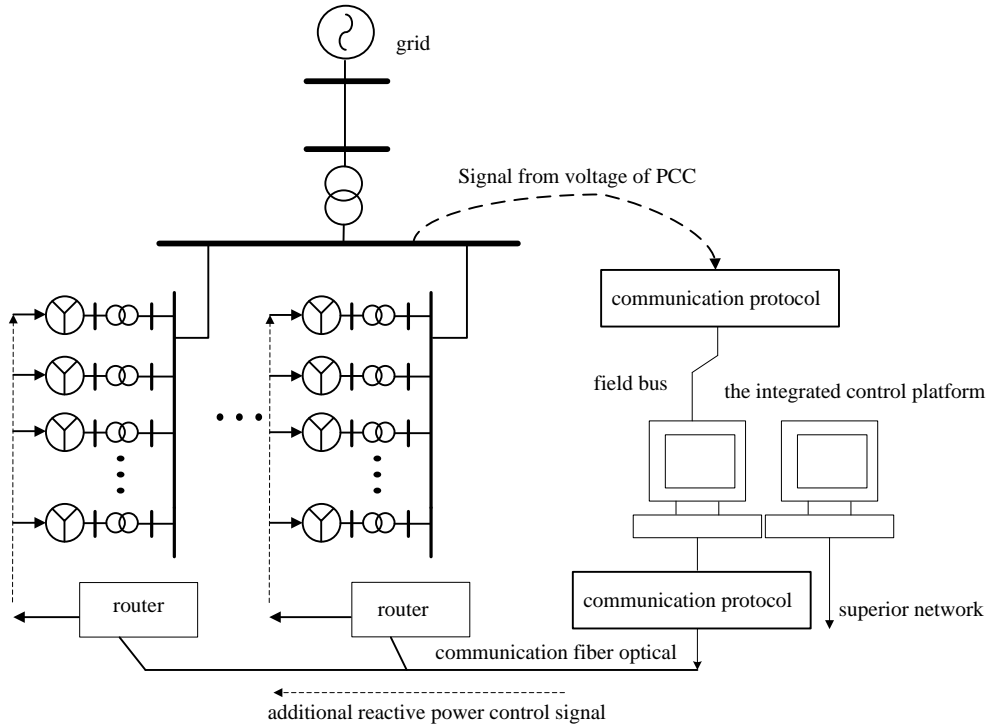 grid
Signal from voltage of PCC
communication protocol
field bus
the integrated control platform
router
router
communication protocol
superior network
communication fiber optical
additional reactive power control signal